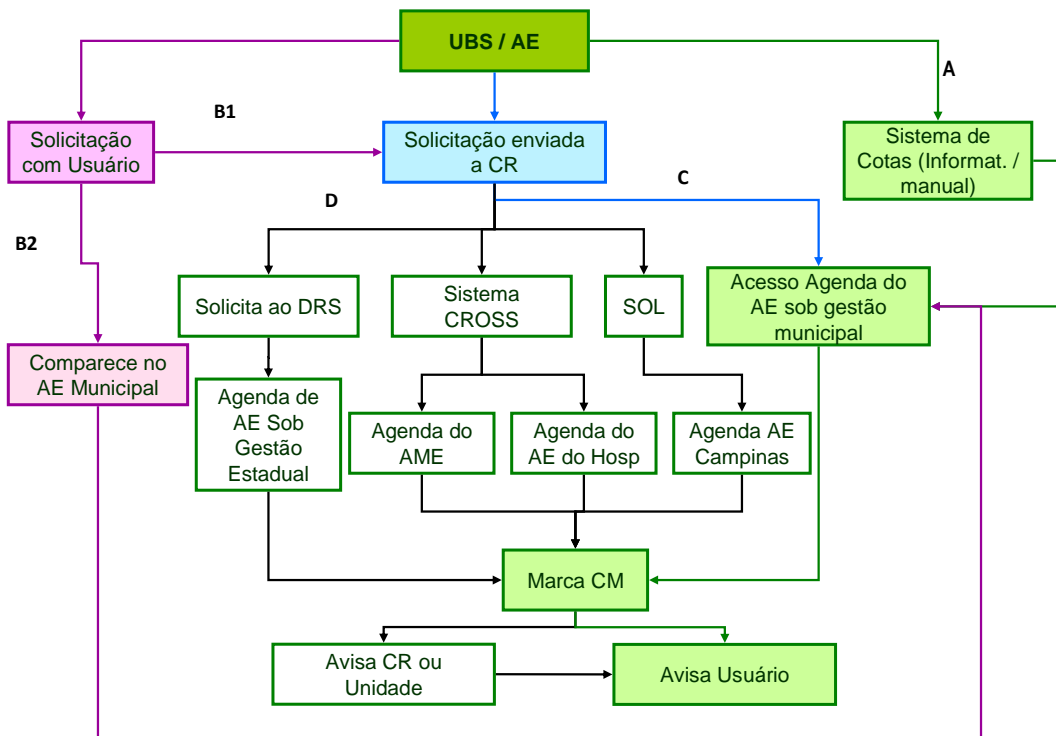 UBS / AE
A
B1
Solicitação
com Usuário
Solicitação enviada
a CR
Sistema de
Cotas (Informat. /
manual)
C
D
B2
Solicita ao DRS
Sistema
CROSS
SOL
Acesso Agenda do
AE sob gestão
municipal
Comparece no
AE Municipal
Agenda de
AE Sob
Gestão
Estadual
Agenda do
AME
Agenda do
AE do Hosp
Agenda AE
Campinas
Marca CM
Avisa CR ou
Unidade
Avisa Usuário